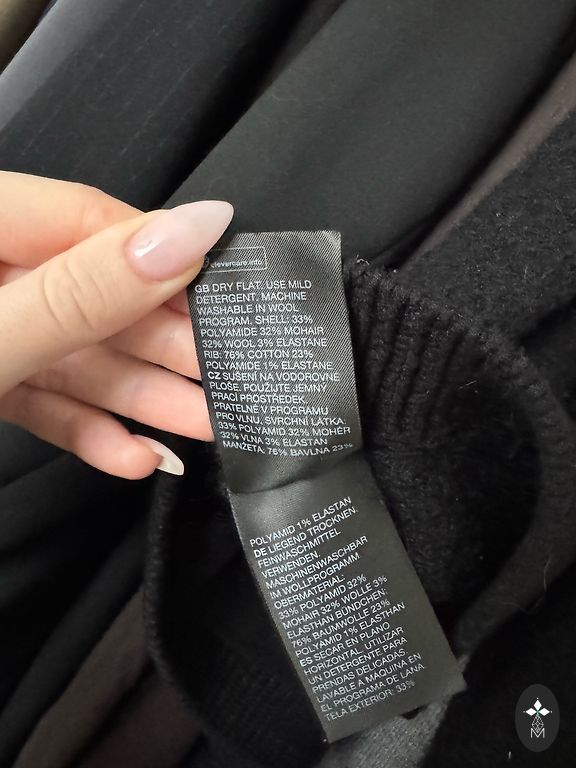 clevercare.info
GB DRY FLAT. USE MILD
DETERGENT. MACHINE
WASHABLE IN WOOL
PROGRAM. SHELL: 33%
POLYAMIDE 32% MOHAIR
32% WOOL 3% ELASTANE
RIB: 76% COTTON 23%
POLYAMIDE 1% ELASTANE
CZ SUŠENÍ NA VODOROVNÉ
PLOŠE. POUŽIJTE JEMNÝ
PRACÍ PROSTŘEDEK.
PRATELNÉ V PROGRAMU
PRO VLNU. SVRCHNÍ LÁTKA:
33% POLYAMID 32% MOHÉR
32% VLNA 3% ELASTAN
MANŽETA: 76% BAVLNA 23%
POLYAMID 1% ELASTAN
DE LIEGEND TROCKNEN.
FEINWASCHMITTEL
VERWENDEN.
MASCHINENWASCHBAR
IM WOLLPROGRAMM
OBERMATERIAL:
33% POLYAMID 32%
MOHAIR 32% WOLLE 3%
ELASTHAN BÜNDCHEN:
76% BAUMWOLLE 23%
POLYAMID 1% ELASTHAN
ES SECAR EN PLANO
HORIZONTAL. UTILIZAR
UN DETERGENTE PARA
PRENDAS DELICADAS.
LAVABLE A MAQUINA EN
EL PROGRAMA DE LANA.
TELA EXTERIOR: 33%
M